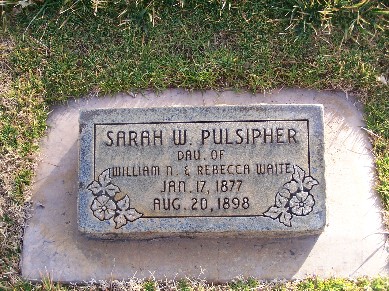 SARAH W. PULSIPHER
DAU. OF
WILLIAM N. & REBECCA WAITE
JAN. 17, 1877
AUG. 20, 1898